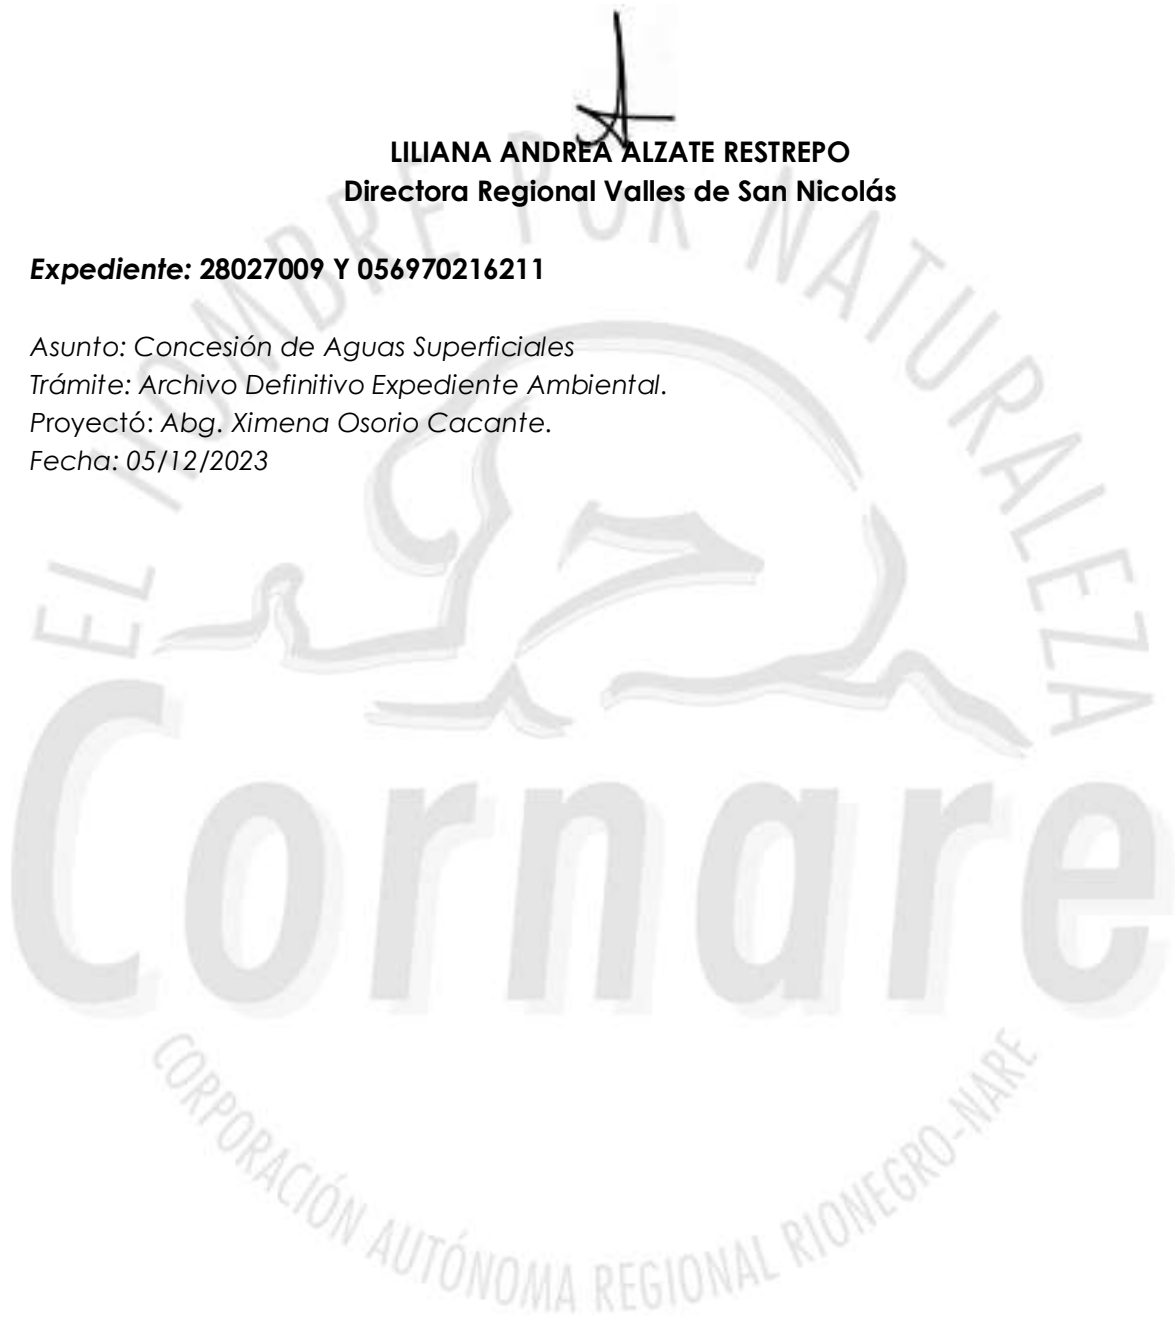 LILIANA ANDREA ALZATE RESTREPO
Directora Regional Valles de San Nicolás
Expediente: 28027009 Y 056970216211
Asunto: Concesión de Aguas Superficiales
Trámite: Archivo Definitivo Expediente Ambiental.
Proyectó: Abg. Ximena Osorio Cacante.
Fecha: 05/12/2023
EL HOMBRE POR NATURALEZA
Cornare
CORPORACIÓN AUTÓNOMA REGIONAL RIONEGRO-NARE